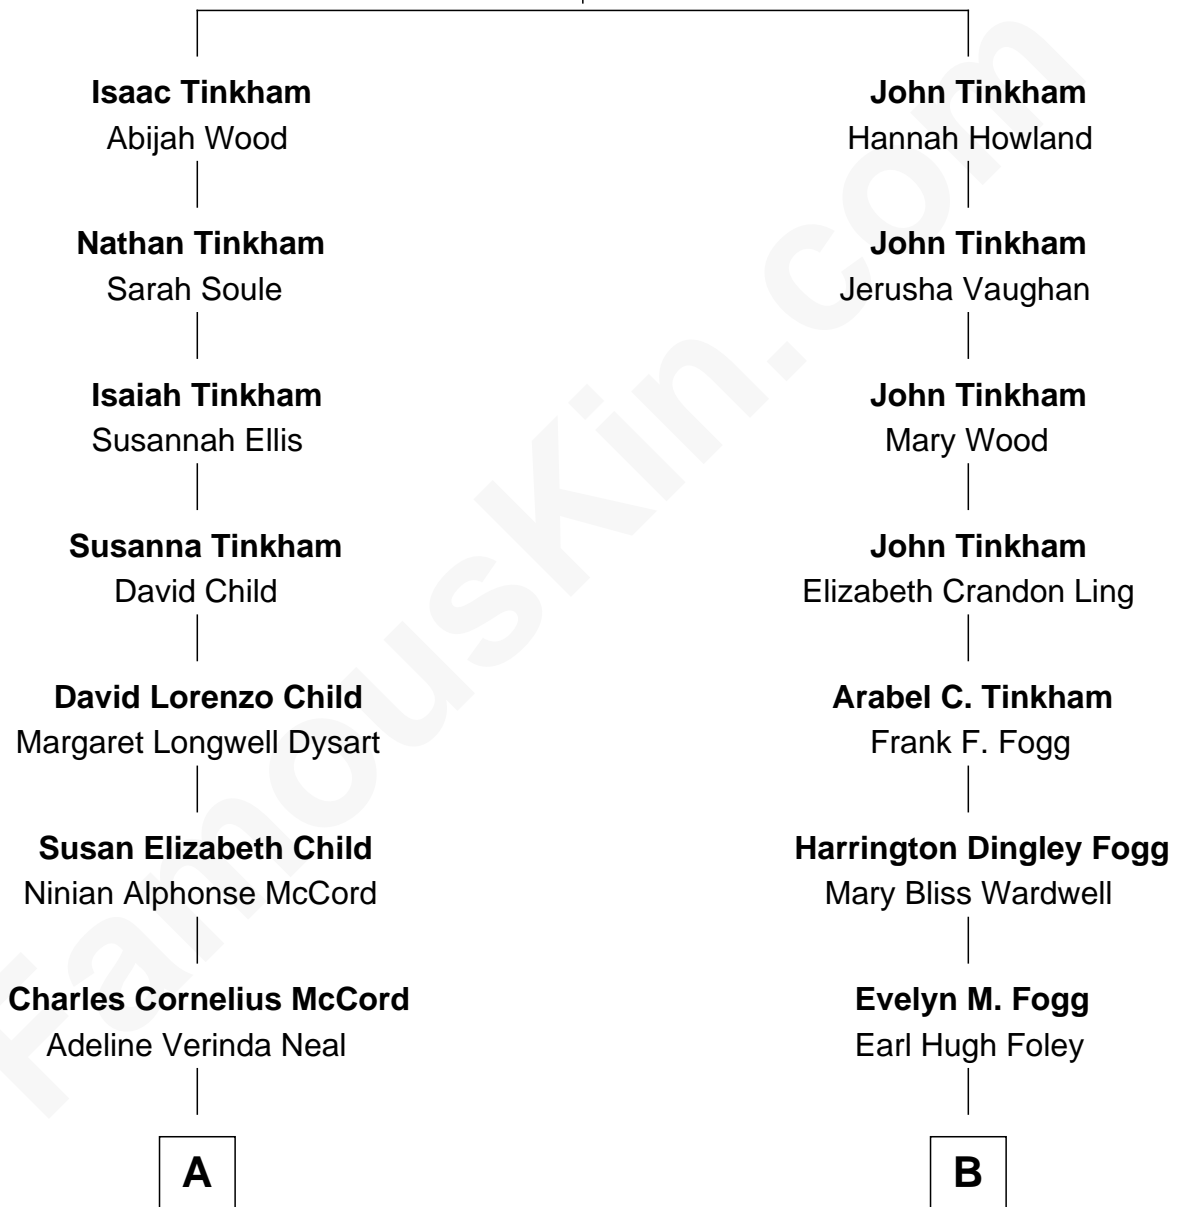 Isaac Tinkham
Abijah Wood
Nathan Tinkham
Sarah Soule
Isaiah Tinkham
Susannah Ellis
Susanna Tinkham
David Child
David Lorenzo Child
Margaret Longwell Dysart
Susan Elizabeth Child
Ninian Alphonse McCord
Charles Cornelius McCord
Adeline Verinda Neal
A
John Tinkham
Hannah Howland
John Tinkham
Jerusha Vaughan
John Tinkham
Mary Wood
John Tinkham
Elizabeth Crandon Ling
Arabel C. Tinkham
Frank F. Fogg
Harrington Dingley Fogg
Mary Bliss Wardwell
Evelyn M. Fogg
Earl Hugh Foley
B
FamousKin.com